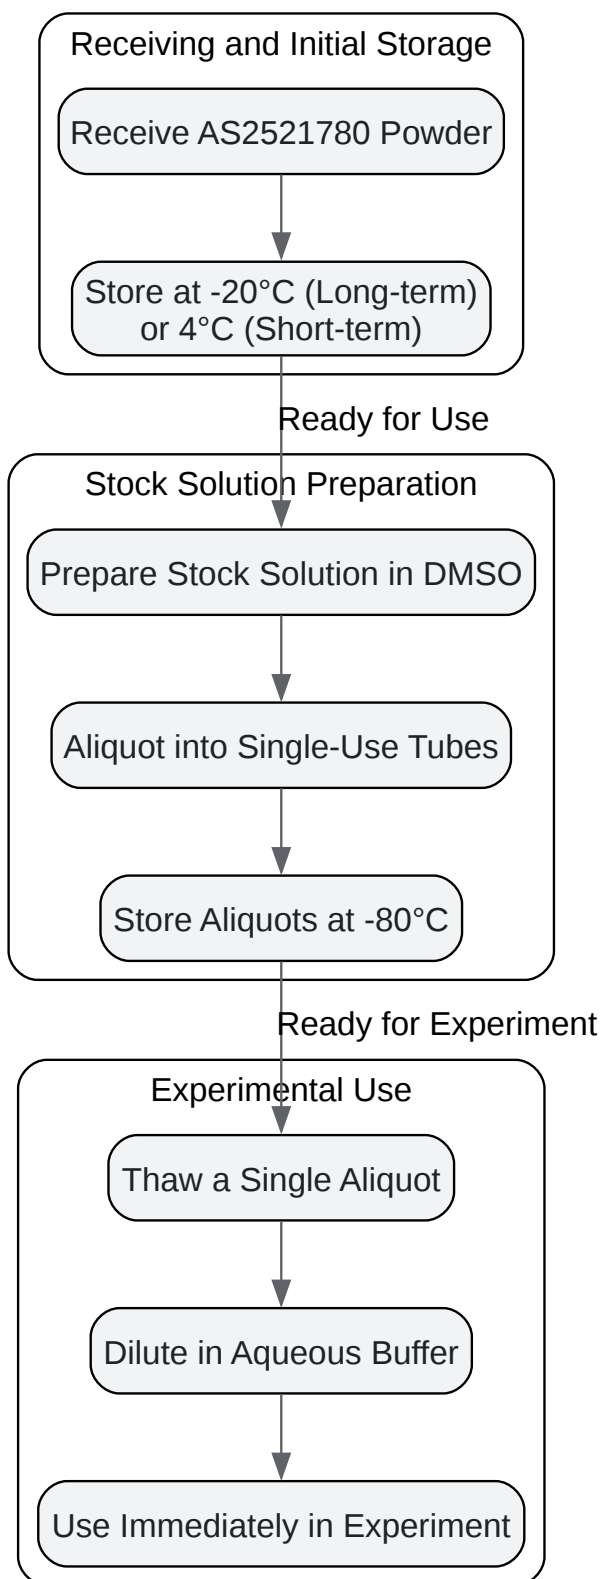 Receiving and Initial Storage
Receive AS2521780 Powder
Store at -20°C (Long-term)
or 4°C (Short-term)
Ready for Use
Stock Solution Preparation
Prepare Stock Solution in DMSO
Aliquot into Single-Use Tubes
Store Aliquots at -80°C
Ready for Experiment
Experimental Use
Thaw a Single Aliquot
Dilute in Aqueous Buffer
Use Immediately in Experiment